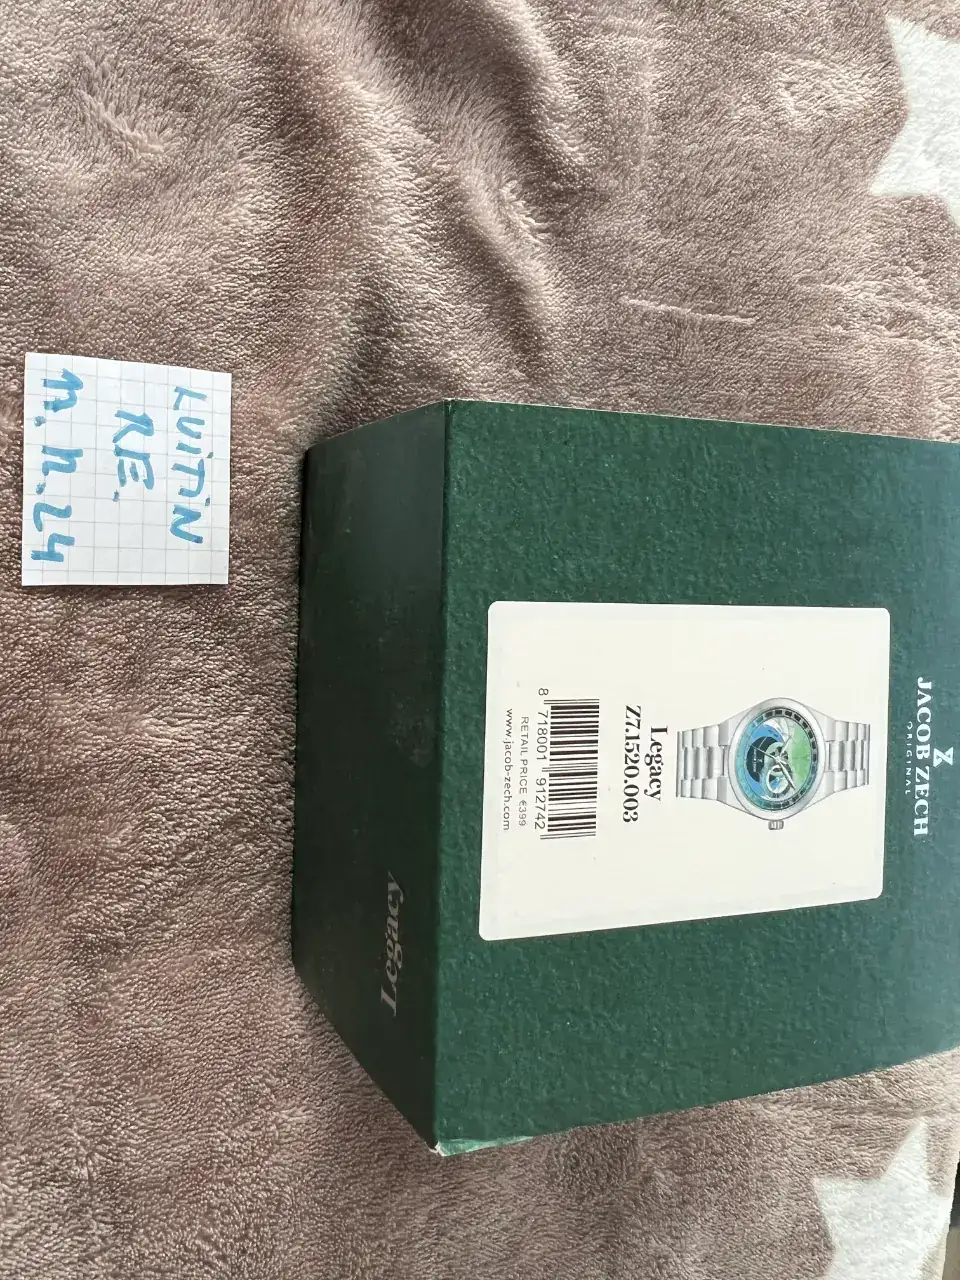 JACOB ZECH
ORIGINAL
Legacy
Z7.1520.003
8 718001 912742
RETAIL PRICE €399
www.jacob-zech.com
Legacy
RE.
11.11.24